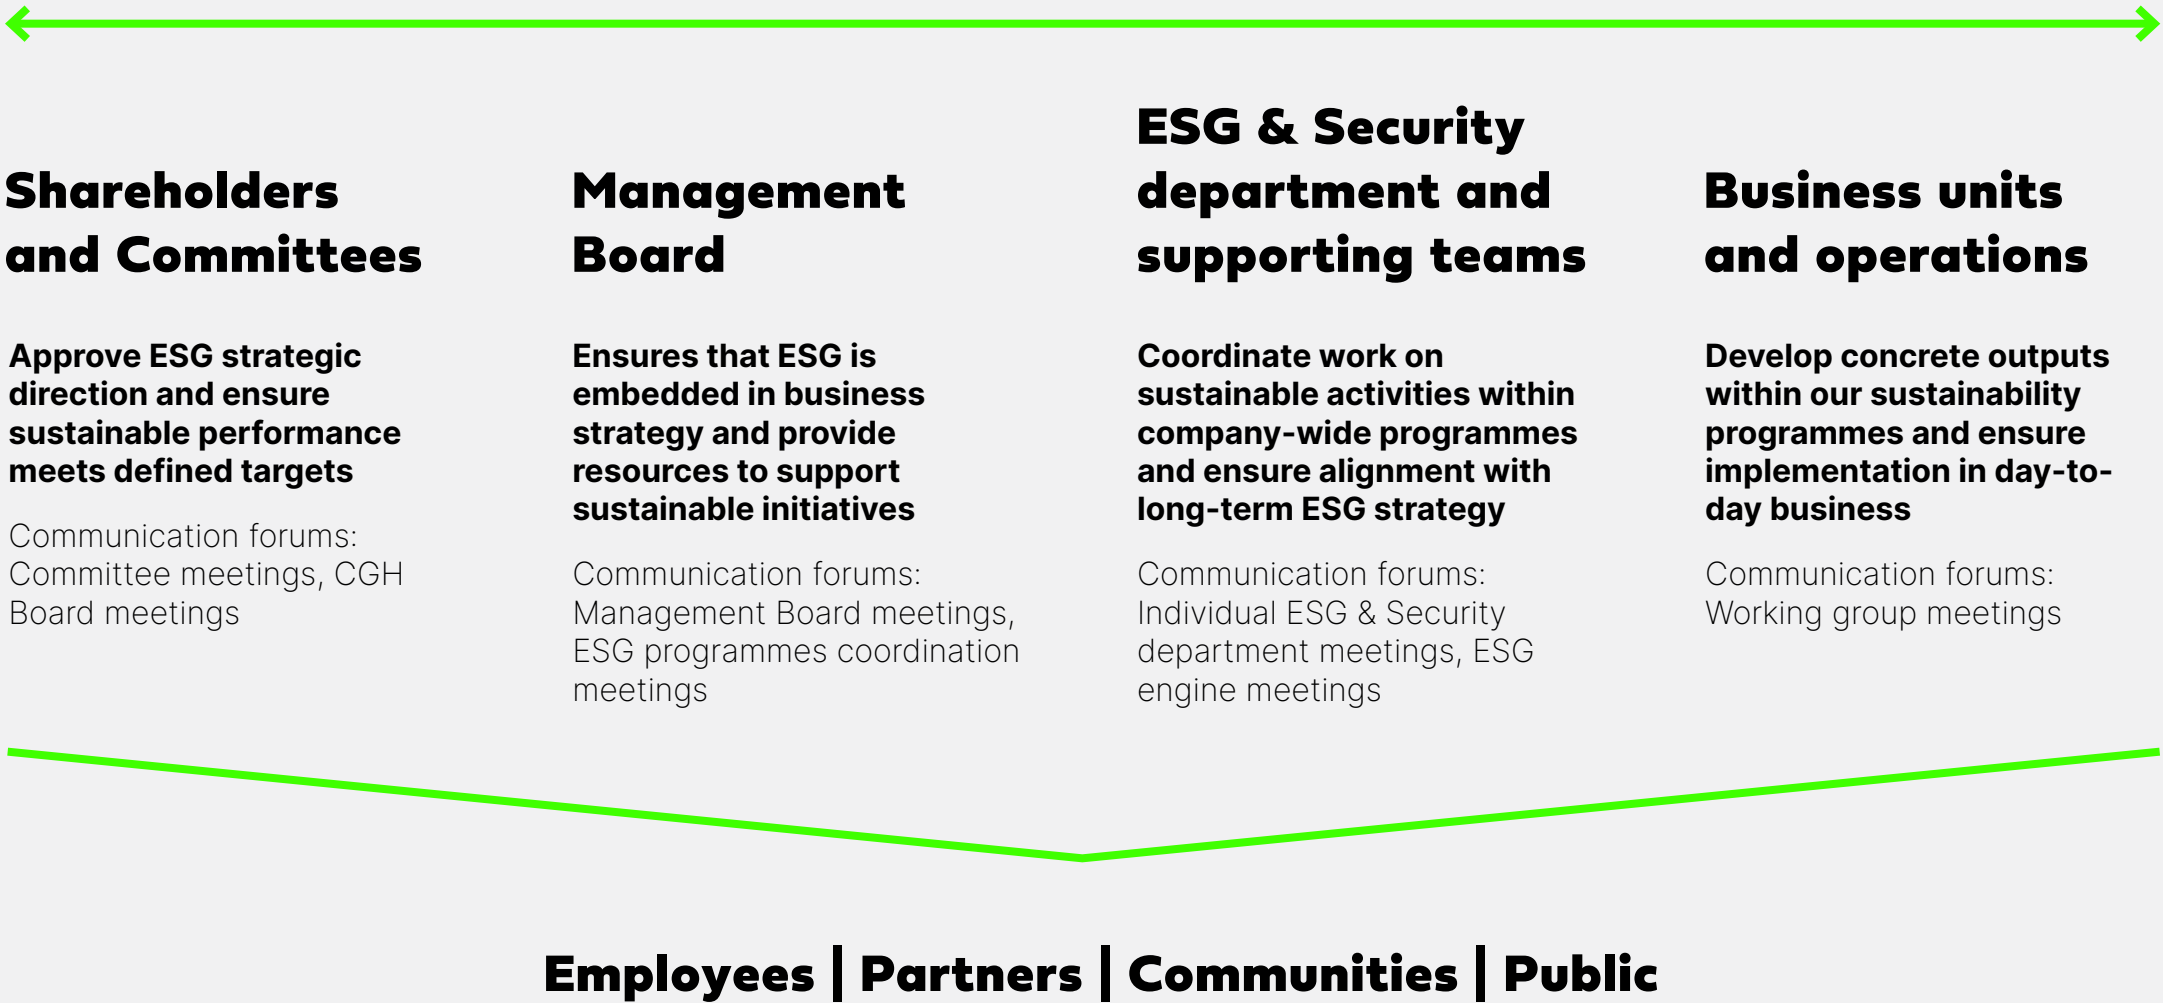 Shareholders
and Committees
Approve ESG strategic
direction and ensure
sustainable performance
meets defined targets
Communication forums:
Committee meetings, CGH
Board meetings
Management
Board
Ensures that ESG is
embedded in business
strategy and provide
resources to support
sustainable initiatives
Communication forums:
Management Board meetings,
ESG programmes coordination
meetings
ESG & Security
department and
supporting teams
Coordinate work on
sustainable activities within
company-wide programmes
and ensure alignment with
long-term ESG strategy
Communication forums:
Individual ESG & Security
department meetings, ESG
engine meetings
Business units
and operations
Develop concrete outputs
within our sustainability
programmes and ensure
implementation in day-to-
day business
Communication forums:
Working group meetings
Employees | Partners | Communities | Public